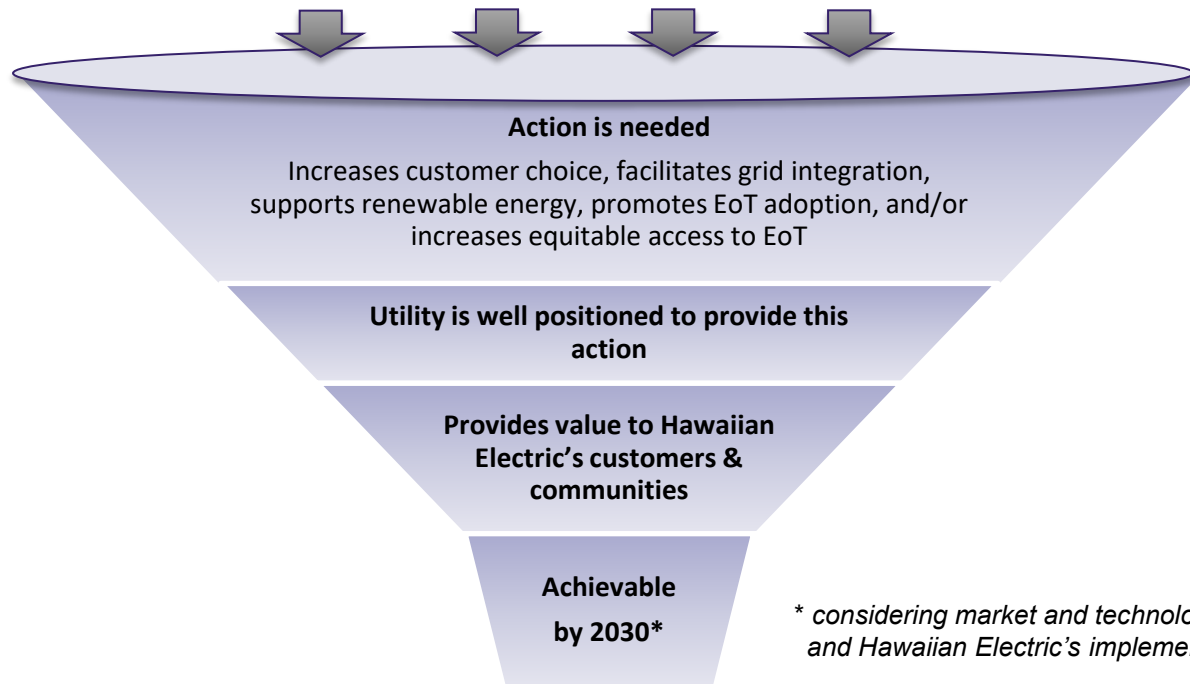 Action is needed
Increases customer choice, facilitates grid integration,
supports renewable energy, promotes EoT adoption, and/or
increases equitable access to EoT
Utility is well positioned to provide this
action
Provides value to Hawaiian
Electric’s customers &
communities
Achievable
by 2030*
* considering market and
and Hawaiian Electric’s